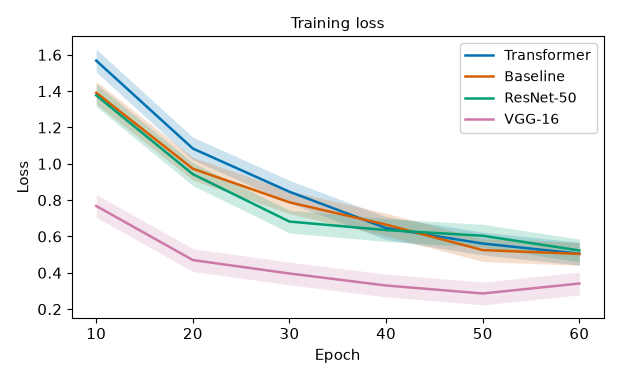 Training loss
Loss
1.6
1.4
1.2
1.0
0.8
0.6
0.4
0.2
Transformer
Baseline
ResNet-50
VGG-16
10 20 30 40 50 60
Epoch